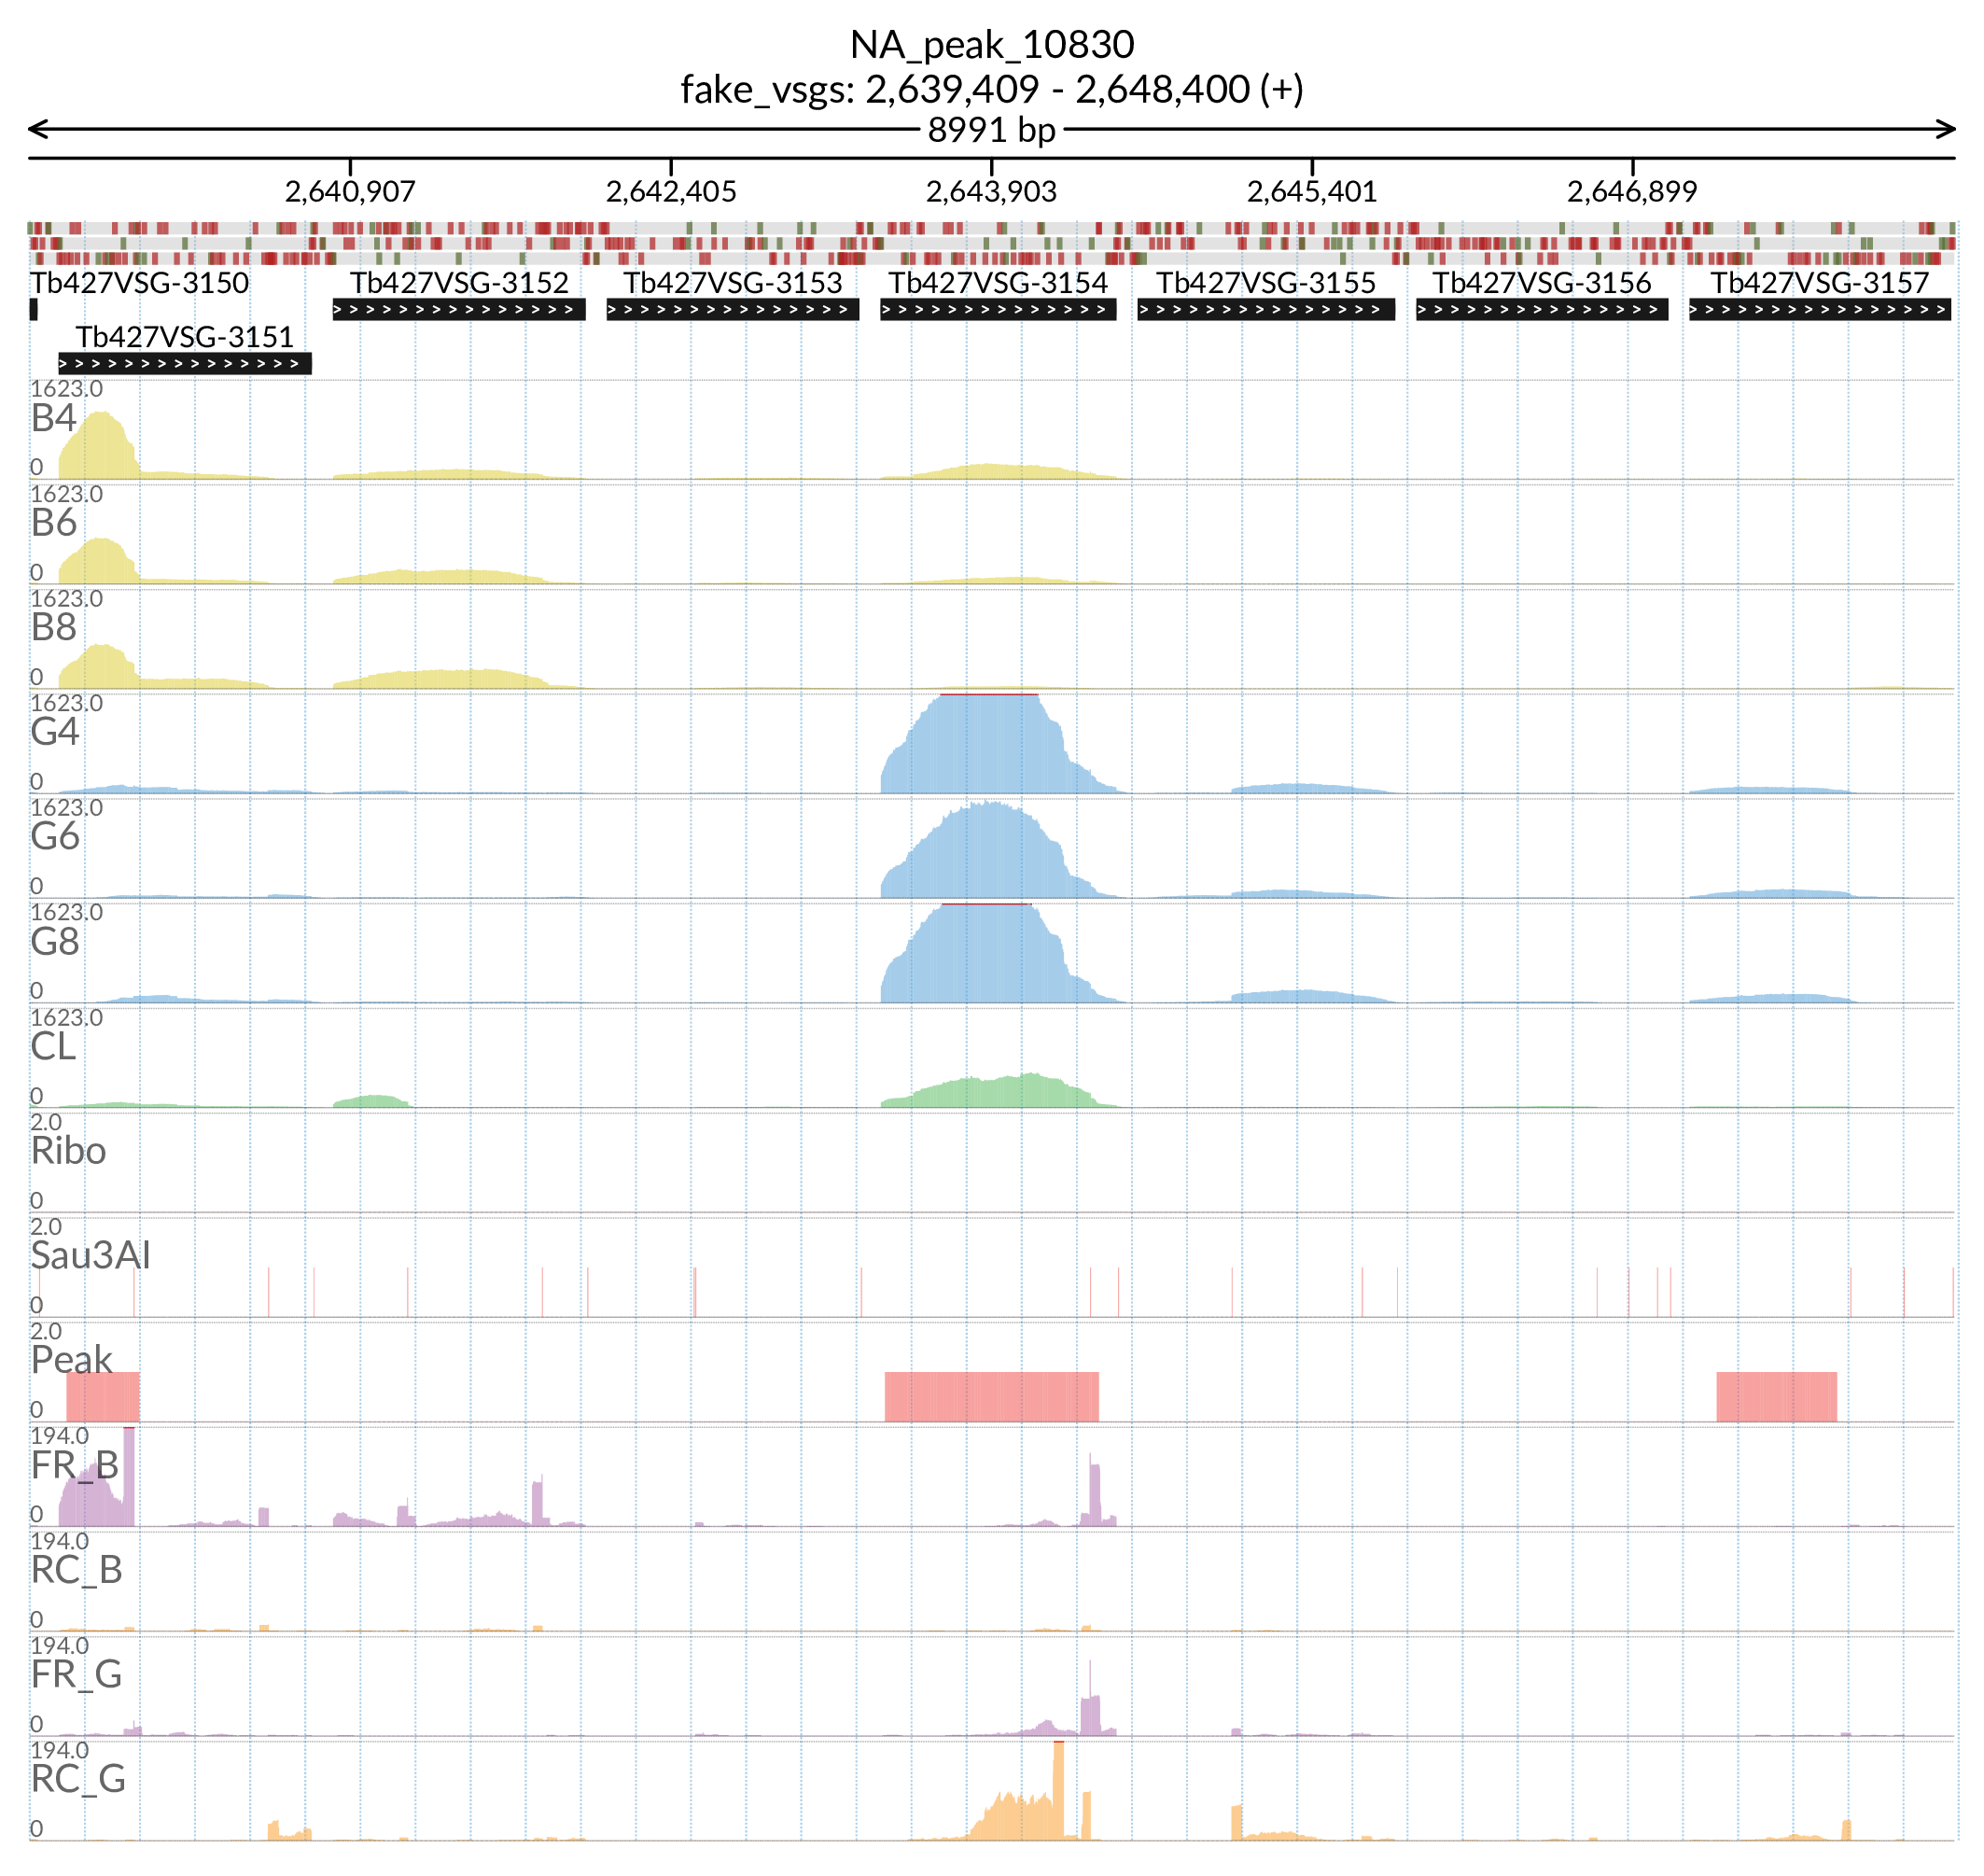 NA_peak_10830
fake_vsgs: 2,639,409 - 2,648,400 (+)
8991 bp
2,640,907 2,642,405 2,643,903 2,645,401 2,646,899
Tb427VSG-3150 Tb427VSG-3152 Tb427VSG-3153 Tb427VSG-3154 Tb427VSG-3155 Tb427VSG-3156 Tb427VSG-3157
Tb427VSG-3151
1623.0
B4
0
1623.0
B6
0
1623.0
B8
0
1623.0
G4
0
1623.0
G6
0
1623.0
G8
0
1623.0
CL
0
2.0
Ribo
0
2.0
Sau3AI
0
2.0
Peak
0
194.0
FR_B
0
194.0
RC_B
0
194.0
FR_G
0
194.0
RC_G
0